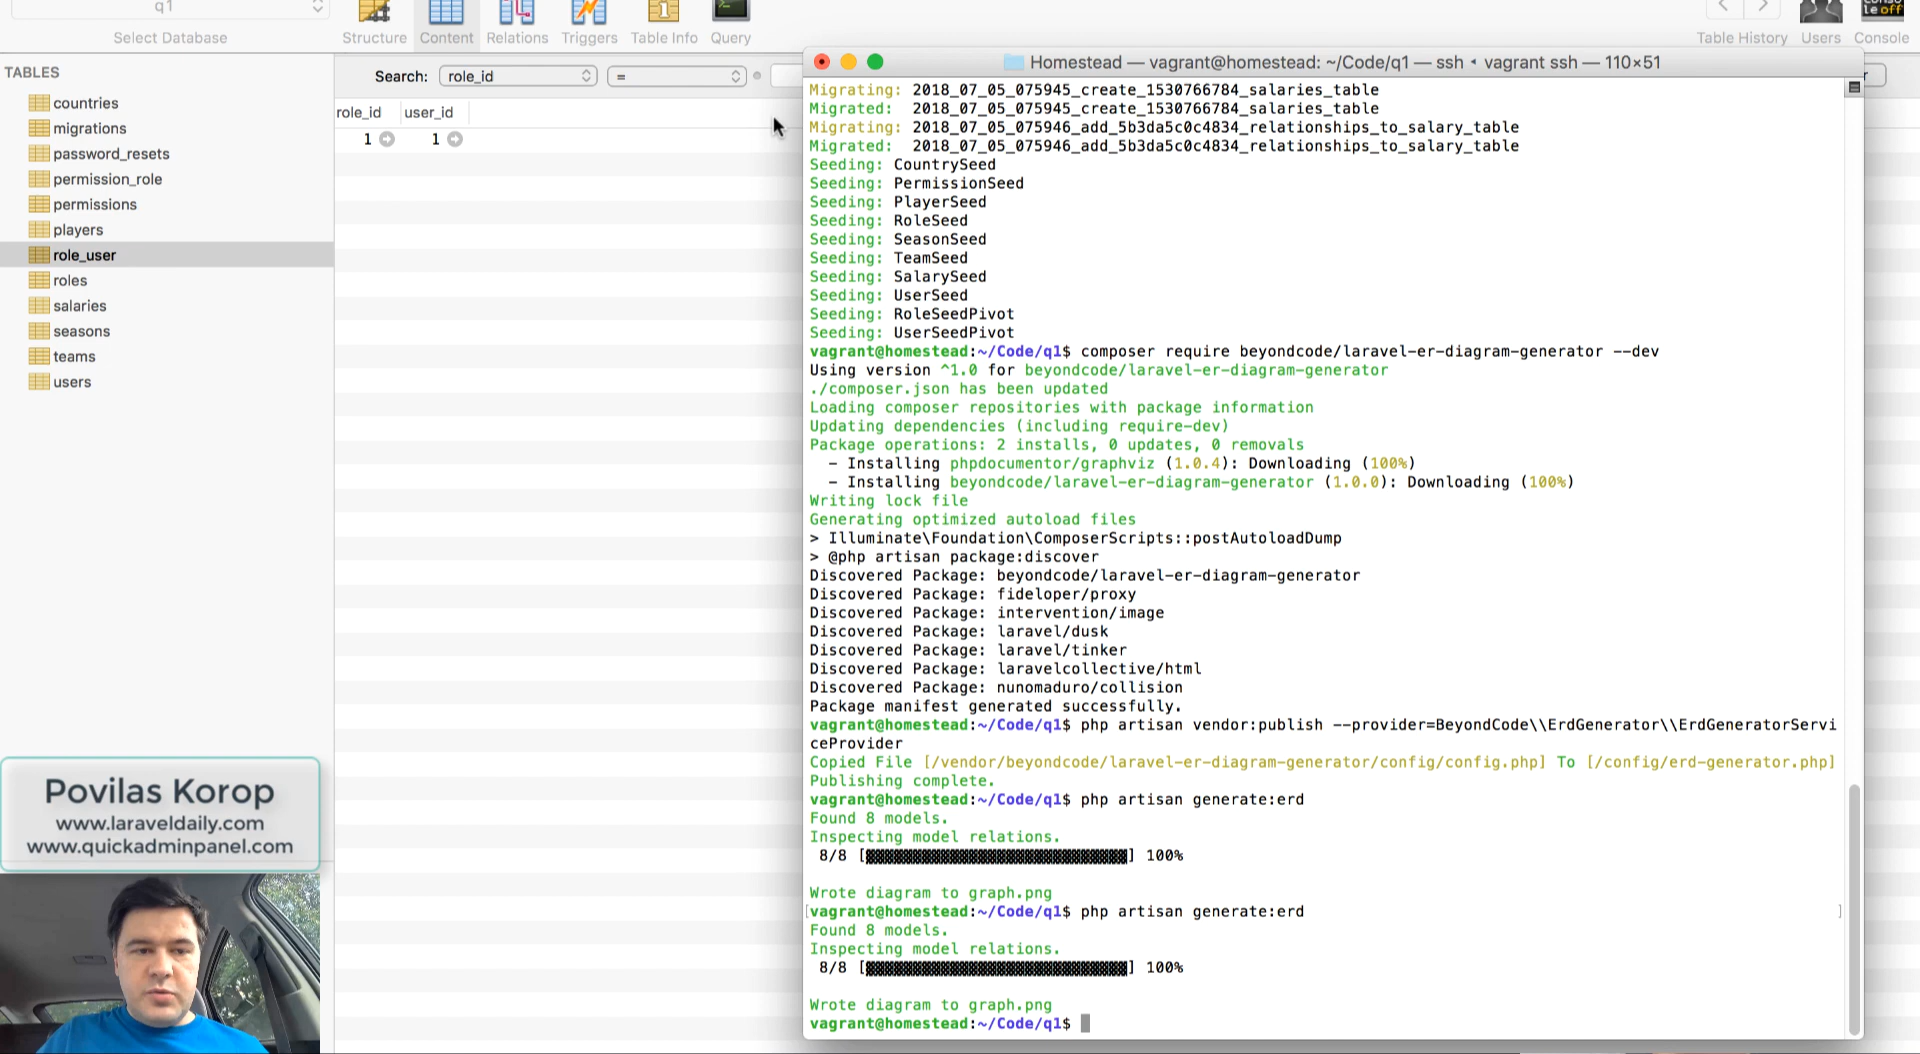 q1
Select Database
Structure
Content
Relations
Triggers
Table Info
Query
Table History
Users
Console
TABLES
countries
migrations
password_resets
permission_role
permissions
players
role_user
roles
salaries
seasons
teams
users
Search:
role_id
=
role_id
user_id
1
1
Povilas Korop
www.laraveldaily.com
www.quickadminpanel.com
Homestead — vagrant@homestead: ~/Code/q1 — ssh ◂ vagrant ssh — 110×51
Migrating: 2018_07_05_075945_create_1530766784_salaries_table
Migrated:  2018_07_05_075945_create_1530766784_salaries_table
Migrating: 2018_07_05_075946_add_5b3da5c0c4834_relationships_to_salary_table
Migrated:  2018_07_05_075946_add_5b3da5c0c4834_relationships_to_salary_table
Seeding: CountrySeed
Seeding: PermissionSeed
Seeding: PlayerSeed
Seeding: RoleSeed
Seeding: SeasonSeed
Seeding: TeamSeed
Seeding: SalarySeed
Seeding: UserSeed
Seeding: RoleSeedPivot
Seeding: UserSeedPivot
vagrant@homestead:~/Code/q1$ composer require beyondcode/laravel-er-diagram-generator --dev
Using version ^1.0 for beyondcode/laravel-er-diagram-generator
./composer.json has been updated
Loading composer repositories with package information
Updating dependencies (including require-dev)
Package operations: 2 installs, 0 updates, 0 removals
  - Installing phpdocumentor/graphviz (1.0.4): Downloading (100%)
  - Installing beyondcode/laravel-er-diagram-generator (1.0.0): Downloading (100%)
Writing lock file
Generating optimized autoload files
> Illuminate\Foundation\ComposerScripts::postAutoloadDump
> @php artisan package:discover
Discovered Package: beyondcode/laravel-er-diagram-generator
Discovered Package: fideloper/proxy
Discovered Package: intervention/image
Discovered Package: laravel/dusk
Discovered Package: laravel/tinker
Discovered Package: laravelcollective/html
Discovered Package: nunomaduro/collision
Package manifest generated successfully.
vagrant@homestead:~/Code/q1$ php artisan vendor:publish --provider=BeyondCode\\ErdGenerator\\ErdGeneratorServi
ceProvider
Copied File [/vendor/beyondcode/laravel-er-diagram-generator/config/config.php] To [/config/erd-generator.php]
Publishing complete.
vagrant@homestead:~/Code/q1$ php artisan generate:erd
Found 8 models.
Inspecting model relations.
 8/8 [▓▓▓▓▓▓▓▓▓▓▓▓▓▓▓▓▓▓▓▓▓▓▓▓▓▓▓▓] 100%
Wrote diagram to graph.png
[vagrant@homestead:~/Code/q1$ php artisan generate:erd ]
Found 8 models.
Inspecting model relations.
 8/8 [▓▓▓▓▓▓▓▓▓▓▓▓▓▓▓▓▓▓▓▓▓▓▓▓▓▓▓▓] 100%
Wrote diagram to graph.png
vagrant@homestead:~/Code/q1$